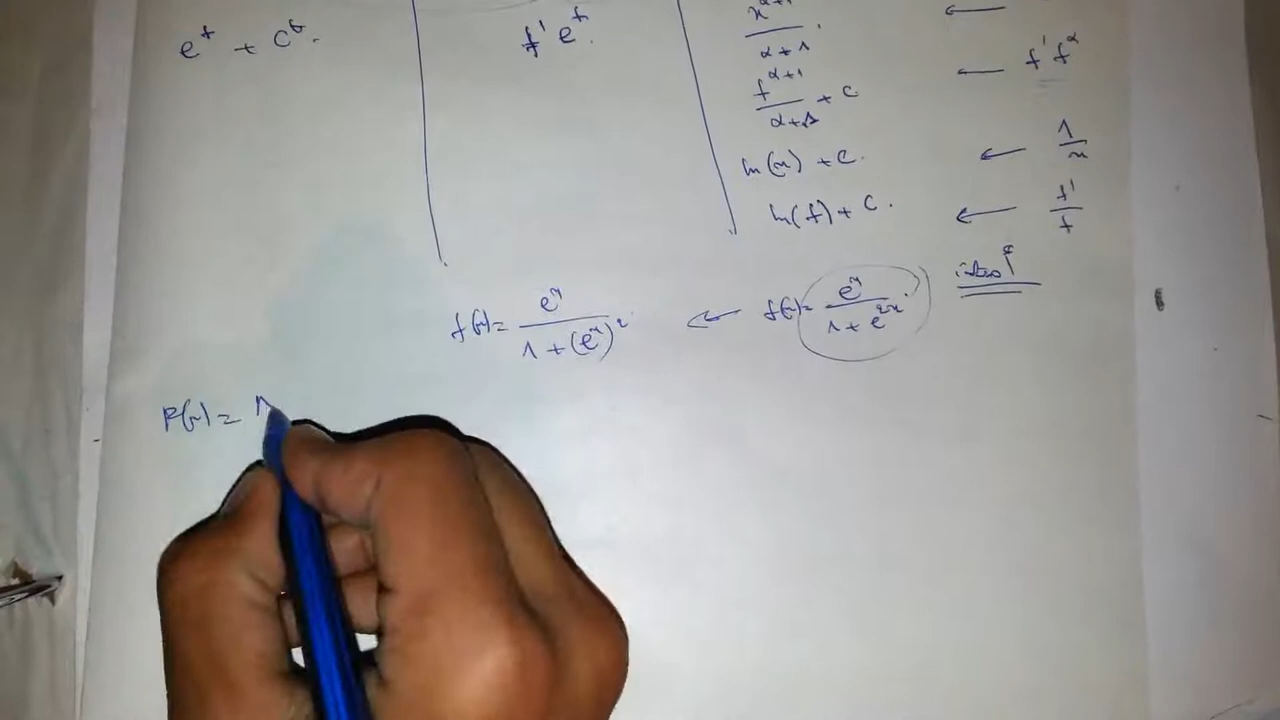 e^f + c^te.
f' e^f.
x^{α+1} / α+1.
←
f^{α+1} / α+1 + c ← f' f^α
ln(x) + c. ← 1/x
ln(f) + c. ← f'/f
f(x) = e^x / 1 + (e^x)^2 ← f(x) = e^x / 1 + e^{2x}
F(x) =